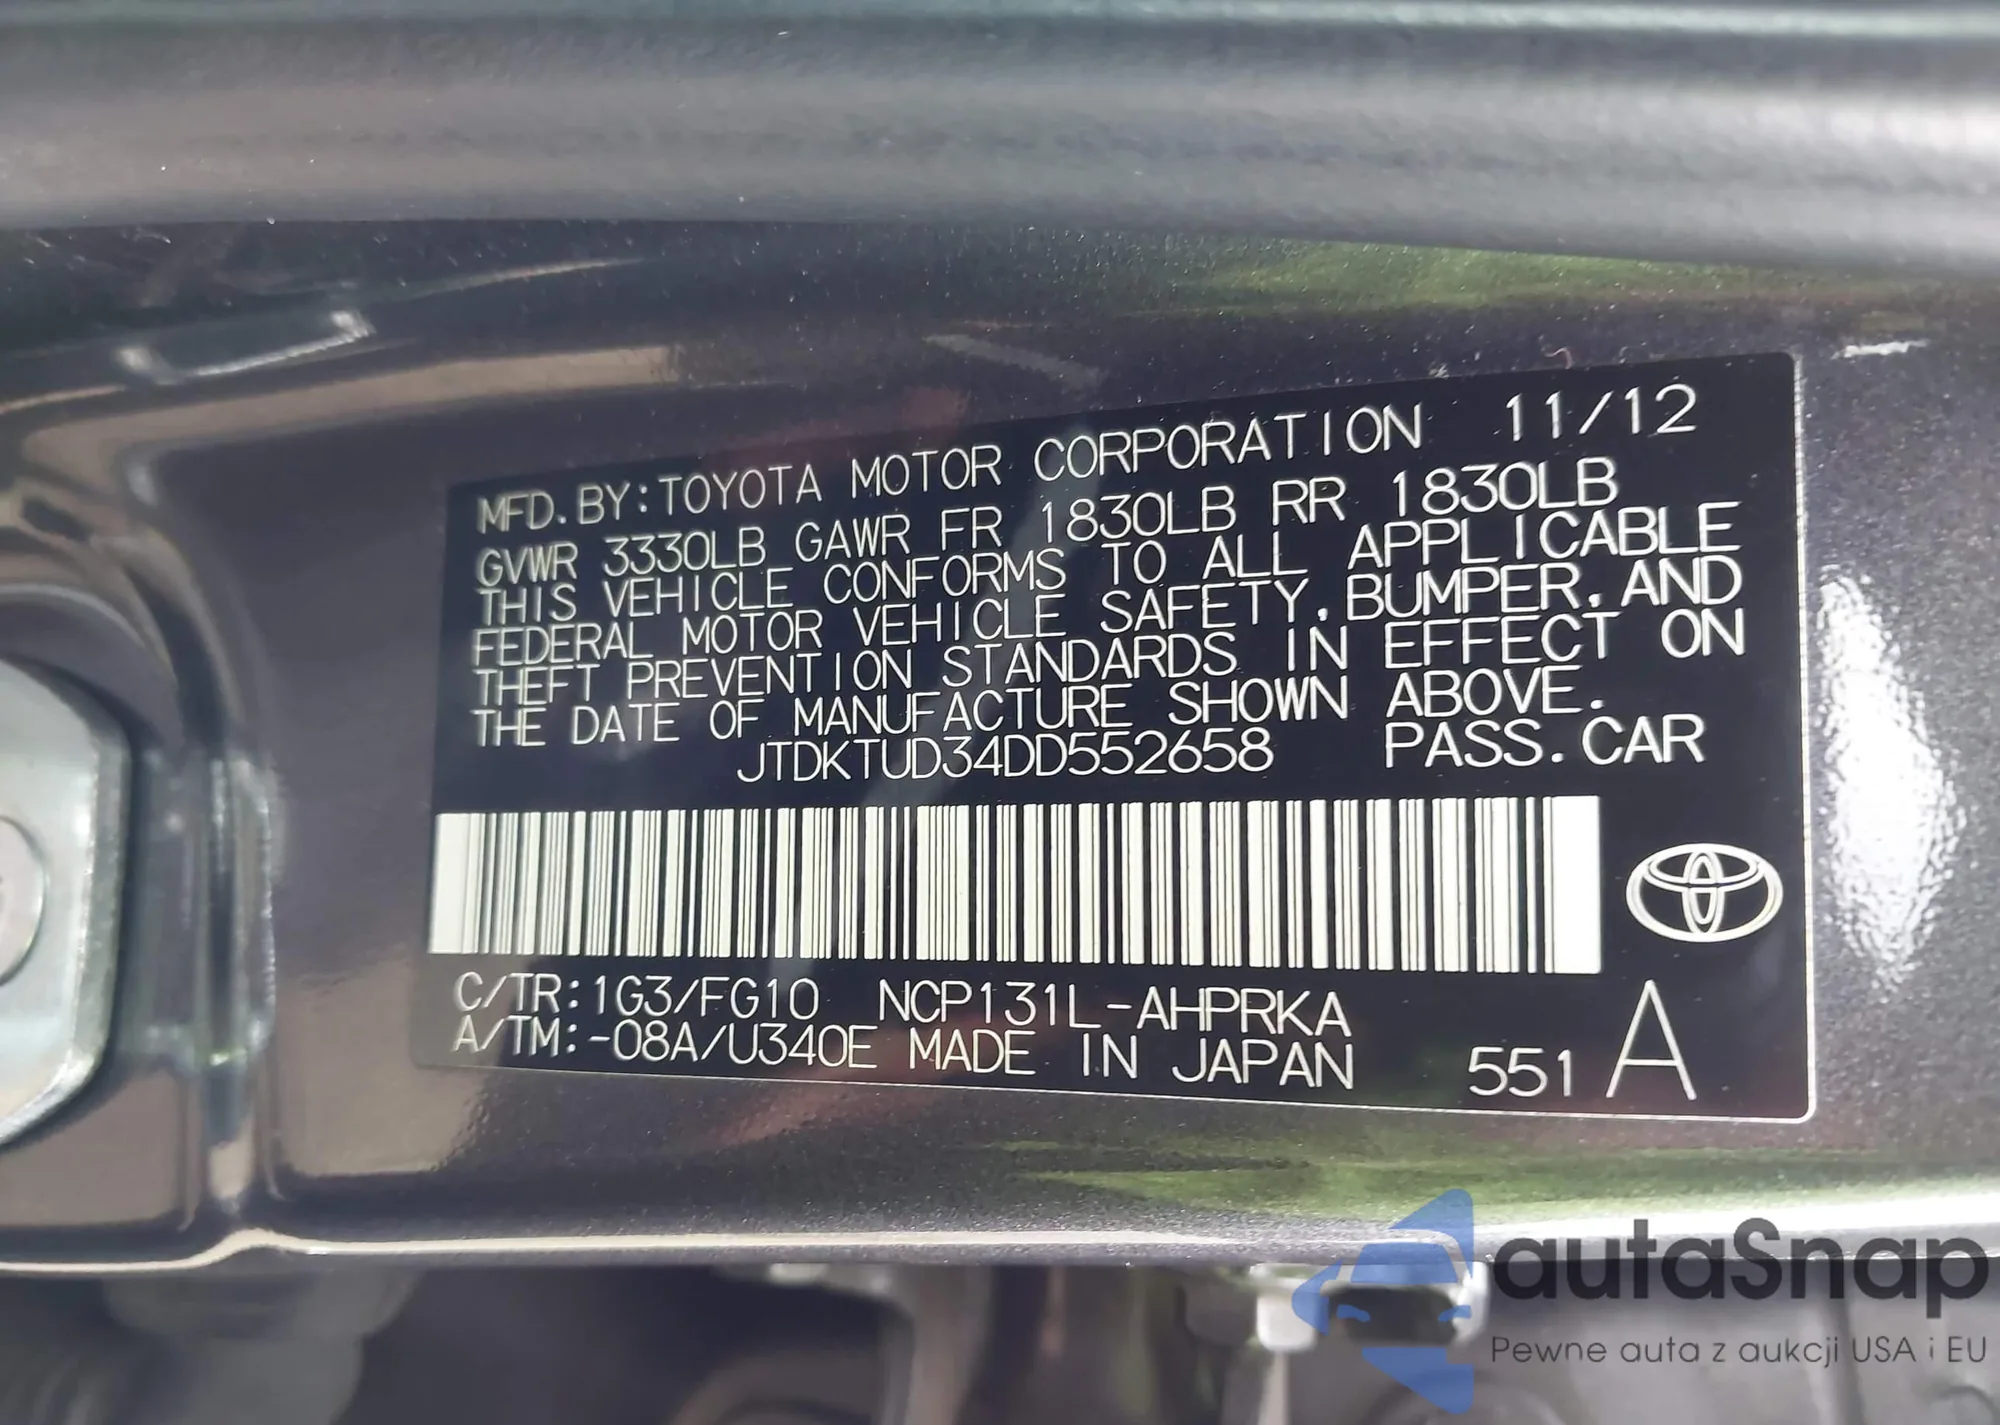 MFD.BY:TOYOTA MOTOR CORPORATION 11/12
GVWR 3330LB GAWR FR 1830LB RR 1830LB
THIS VEHICLE CONFORMS TO ALL APPLICABLE
FEDERAL MOTOR VEHICLE SAFETY, BUMPER, AND
THEFT PREVENTION STANDARDS IN EFFECT ON
THE DATE OF MANUFACTURE SHOWN ABOVE.
JTDKTUD34DD552658 PASS.CAR
C/TR:1G3/FG10 NCP131L-AHPRKA
A/TM:-08A/U340E MADE IN JAPAN 551 A
autaSnap
Pewne auta z aukcji USA i EU